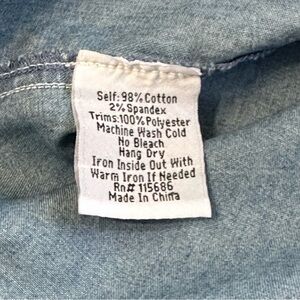 Self: 98% Cotton
2% Spandex
Trims: 100% Polyester
Machine Wash Cold
No Bleach
Hang Dry
Iron Inside Out With
Warm Iron If Needed
Rn# 115686
Made In China